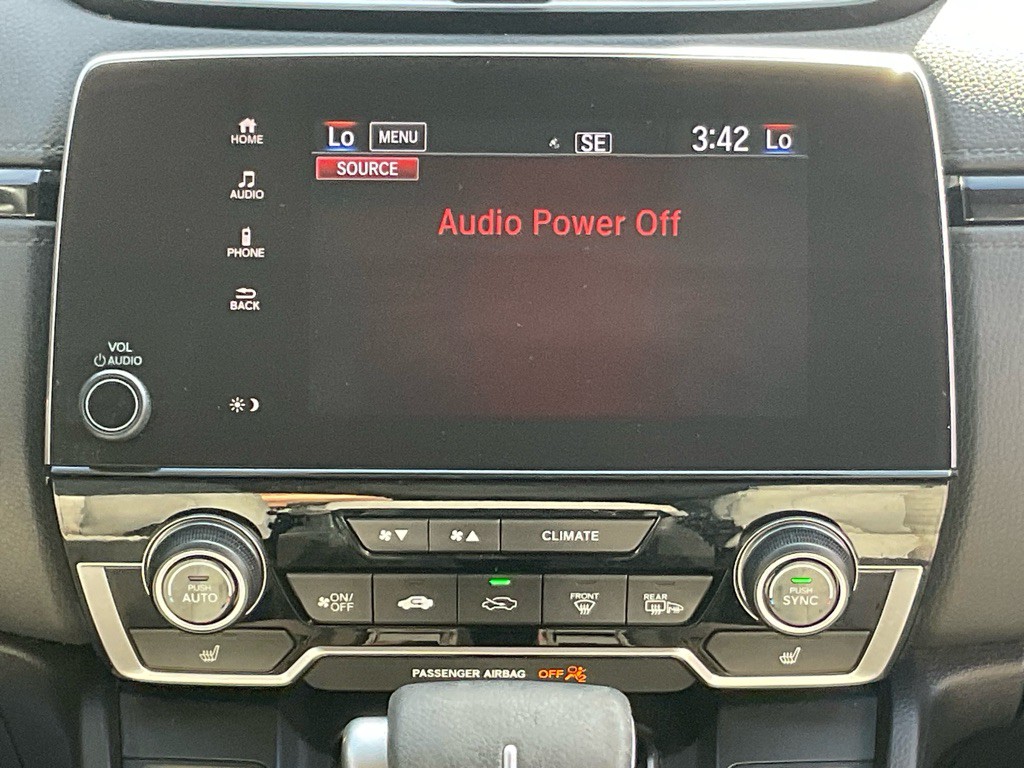 HOME
Lo MENU SE 3:42 Lo
SOURCE
AUDIO
Audio Power Off
PHONE
BACK
VOL
AUDIO
CLIMATE
PUSH
AUTO
ON/
OFF
FRONT
REAR
PUSH
SYNC
PASSENGER AIRBAG OFF